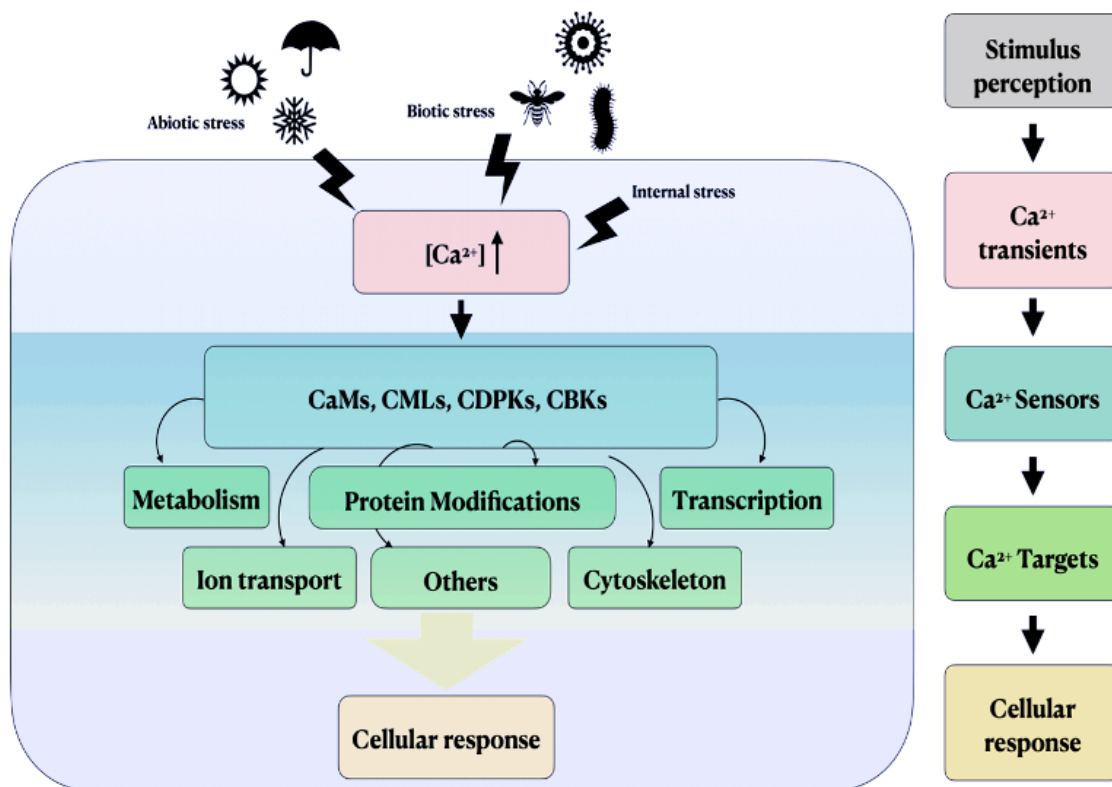 Abiotic stress
Biotic stress
Internal stress
[Ca²⁺]
CaMs, CMLs, CDPKs, CBKs
Metabolism
Protein Modifications
Transcription
Ion transport
Others
Cytoskeleton
Cellular response
Stimulus
perception
Ca²⁺
transients
Ca²⁺ Sensors
Ca²⁺ Targets
Cellular
response